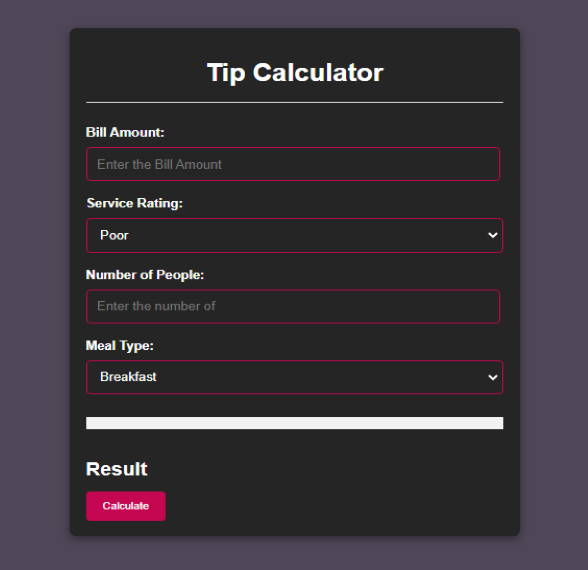 Tip Calculator
Bill Amount:
Enter the Bill Amount
Service Rating:
Poor
Number of People:
Enter the number of
Meal Type:
Breakfast
Result
Calculate